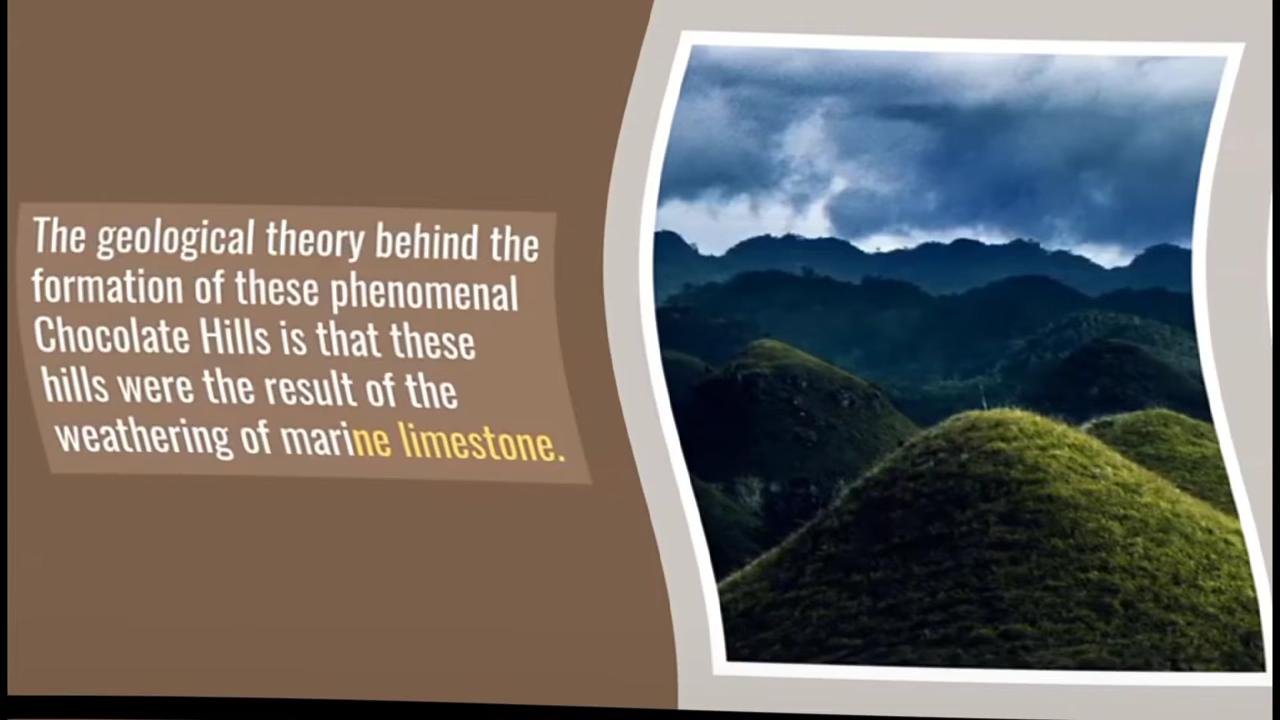 The geological theory behind the
formation of these phenomenal
Chocolate Hills is that these
hills were the result of the
weathering of marine limestone.